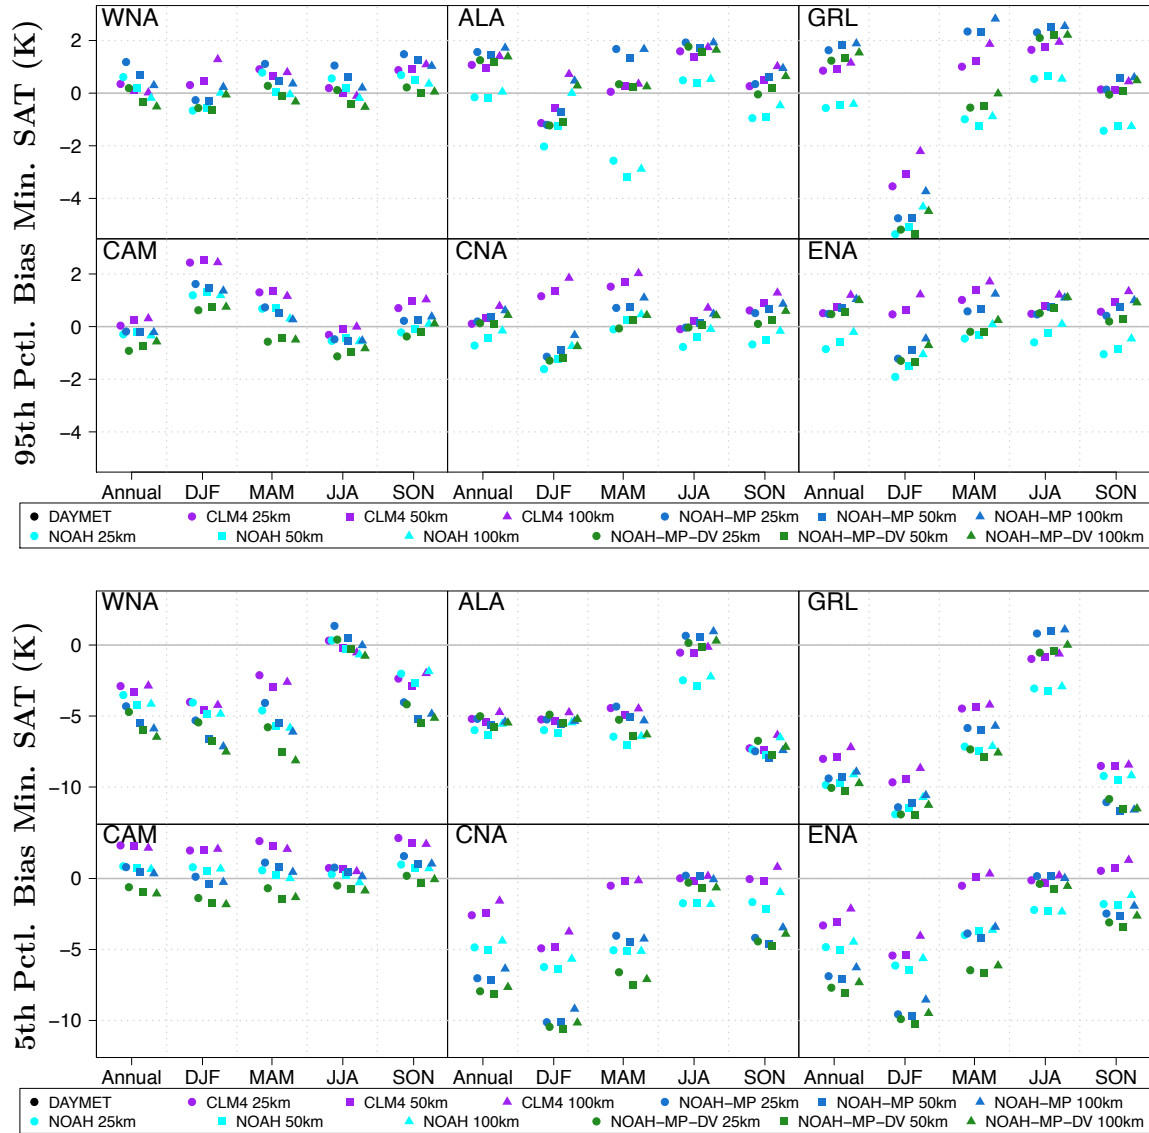 95th Pctl. Bias Min. SAT (K)
WNA ALA GRL
2
0
−2
−4
CAM CNA ENA
2
0
−2
−4
Annual DJF MAM JJA SON Annual DJF MAM JJA SON Annual DJF MAM JJA SON
DAYMET CLM4 25km CLM4 50km CLM4 100km NOAH−MP 25km NOAH−MP 50km NOAH−MP 100km
NOAH 25km NOAH 50km NOAH 100km NOAH−MP−DV 25km NOAH−MP−DV 50km NOAH−MP−DV 100km
5th Pctl. Bias Min. SAT (K)
WNA ALA GRL
0
−5
−10
CAM CNA ENA
0
−5
−10
Annual DJF MAM JJA SON Annual DJF MAM JJA SON Annual DJF MAM JJA SON
DAYMET CLM4 25km CLM4 50km CLM4 100km NOAH−MP 25km NOAH−MP 50km NOAH−MP 100km
NOAH 25km NOAH 50km NOAH 100km NOAH−MP−DV 25km NOAH−MP−DV 50km NOAH−MP−DV 100km